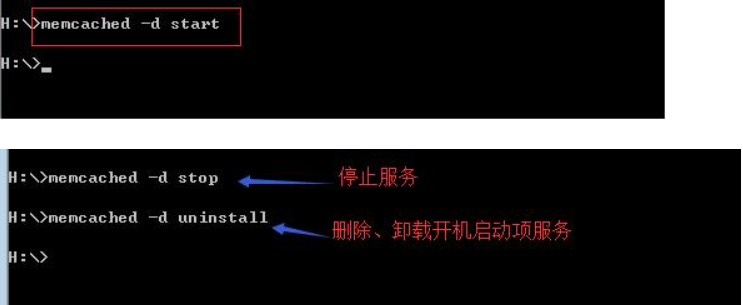 H:\>memcached -d start
H:\>_
H:\>memcached -d stop 停止服务
H:\>memcached -d uninstall 删除、卸载开机启动项服务
H:\>